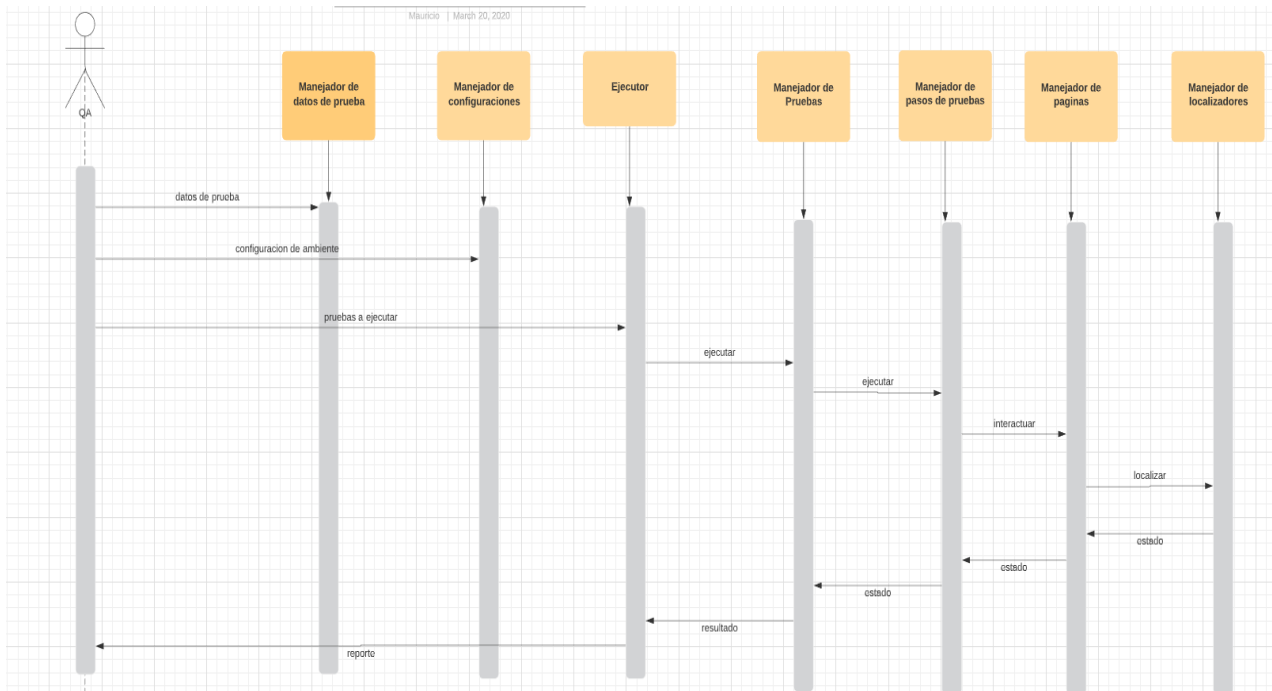 Mauricio | March 20, 2020
QA
Manejador de
datos de prueba
Manejador de
configuraciones
Ejecutor
Manejador de
Pruebas
Manejador de
pasos de pruebas
Manejador de
paginas
Manejador de
localizadores
datos de prueba
configuracion de ambiente
pruebas a ejecutar
ejecutar
ejecutar
interactuar
localizar
estado
estado
estado
resultado
reporte